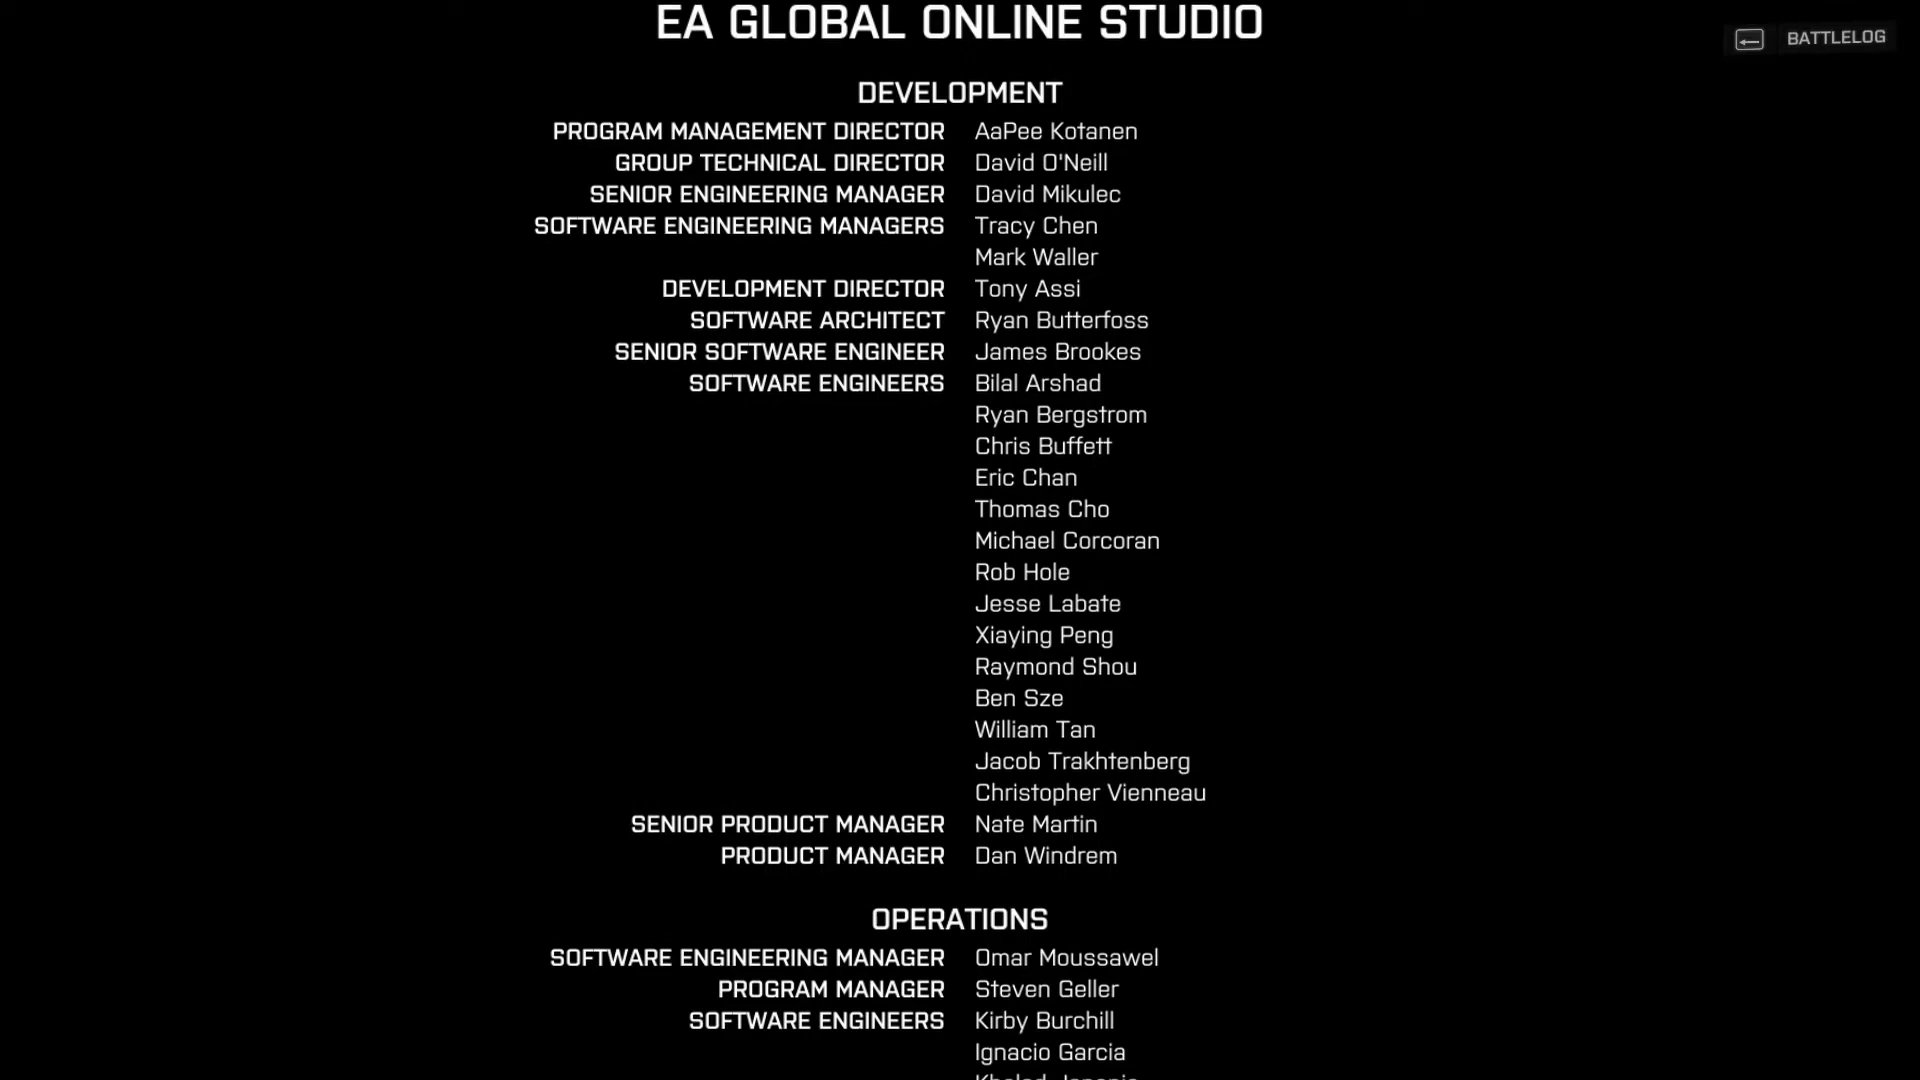 EA GLOBAL ONLINE STUDIO
BATTLELOG
DEVELOPMENT
PROGRAM MANAGEMENT DIRECTOR AaPee Kotanen
GROUP TECHNICAL DIRECTOR David O'Neill
SENIOR ENGINEERING MANAGER David Mikulec
SOFTWARE ENGINEERING MANAGERS Tracy Chen
Mark Waller
DEVELOPMENT DIRECTOR Tony Assi
SOFTWARE ARCHITECT Ryan Butterfoss
SENIOR SOFTWARE ENGINEER James Brookes
SOFTWARE ENGINEERS Bilal Arshad
Ryan Bergstrom
Chris Buffett
Eric Chan
Thomas Cho
Michael Corcoran
Rob Hole
Jesse Labate
Xiaying Peng
Raymond Shou
Ben Sze
William Tan
Jacob Trakhtenberg
Christopher Vienneau
SENIOR PRODUCT MANAGER Nate Martin
PRODUCT MANAGER Dan Windrem
OPERATIONS
SOFTWARE ENGINEERING MANAGER Omar Moussawel
PROGRAM MANAGER Steven Geller
SOFTWARE ENGINEERS Kirby Burchill
Ignacio Garcia